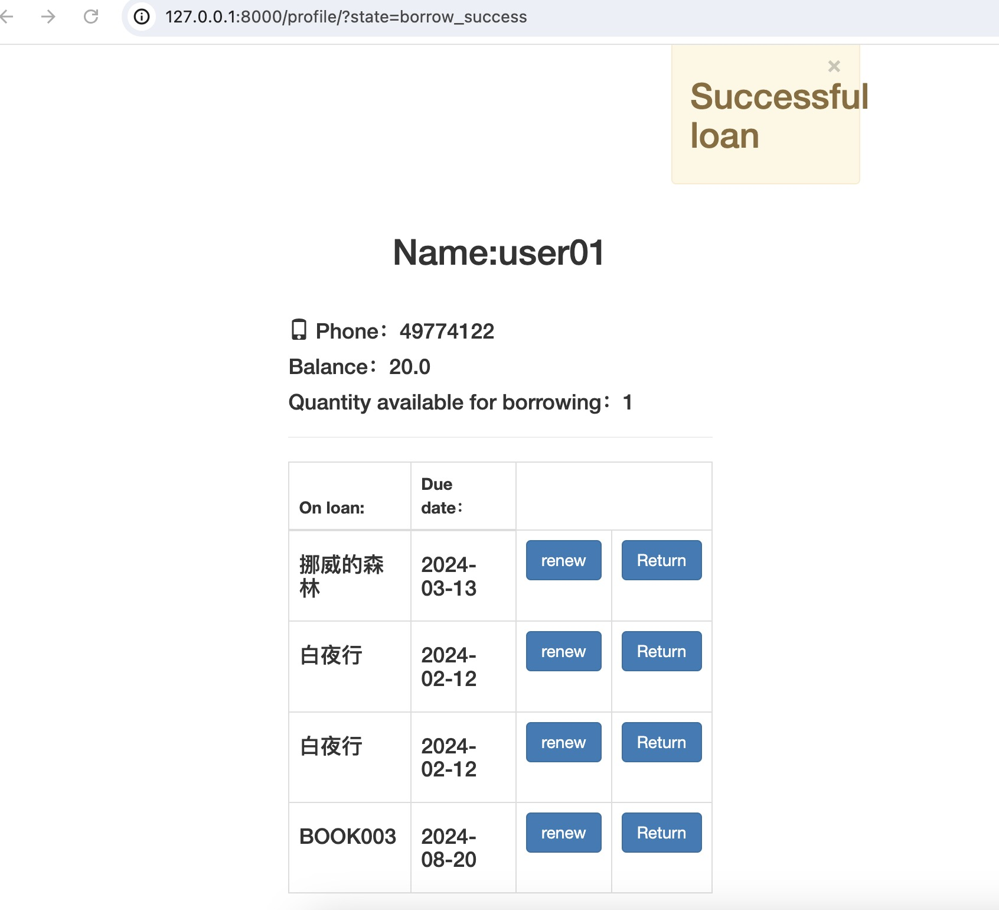 127.0.0.1:8000/profile/?state=borrow_success
×
Successful
loan
Name:user01
Phone：49774122
Balance：20.0
Quantity available for borrowing：1
On loan:
Due
date：
挪威的森
林
2024-
03-13
renew
Return
白夜行
2024-
02-12
renew
Return
白夜行
2024-
02-12
renew
Return
BOOK003
2024-
08-20
renew
Return